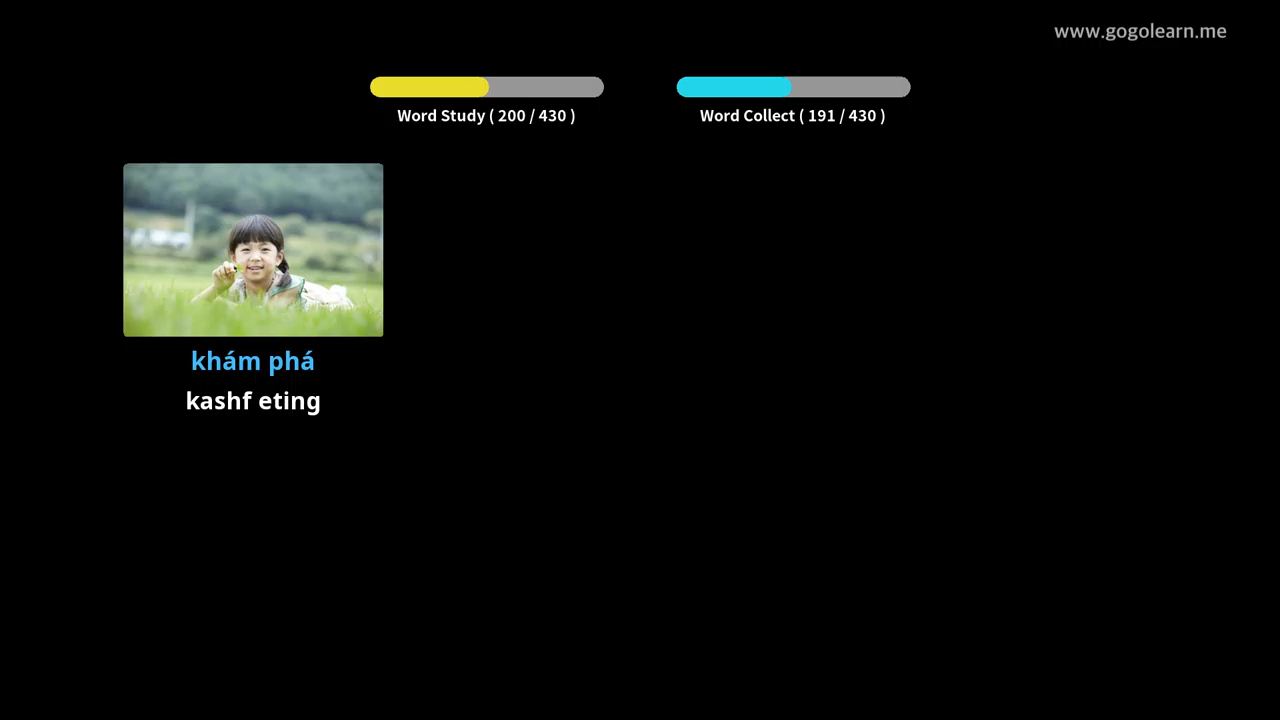 www.gogolearn.me
Word Study ( 200 / 430 )
Word Collect ( 191 / 430 )
khám phá
kashf eting